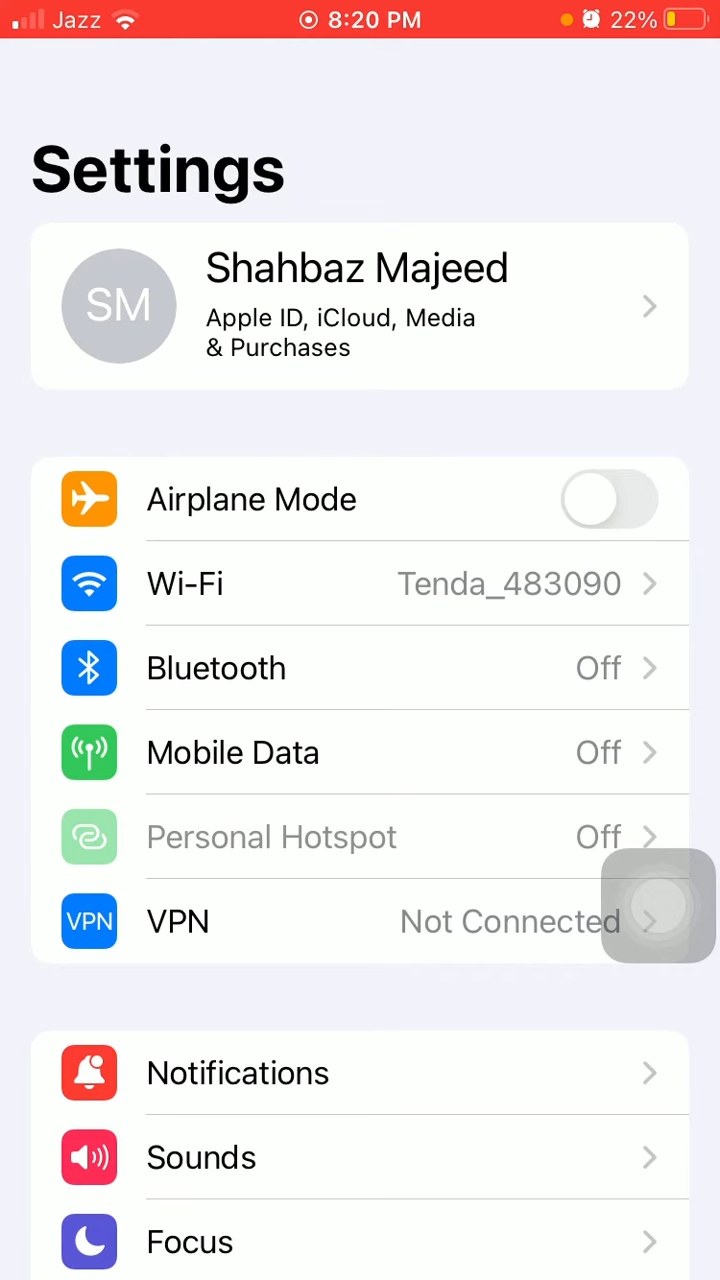 Jazz 8:20 PM 22%
Settings
SM
Shahbaz Majeed
Apple ID, iCloud, Media
& Purchases
Airplane Mode
Wi-Fi Tenda_483090
Bluetooth Off
Mobile Data Off
Personal Hotspot Off
VPN VPN Not Connected
Notifications
Sounds
Focus